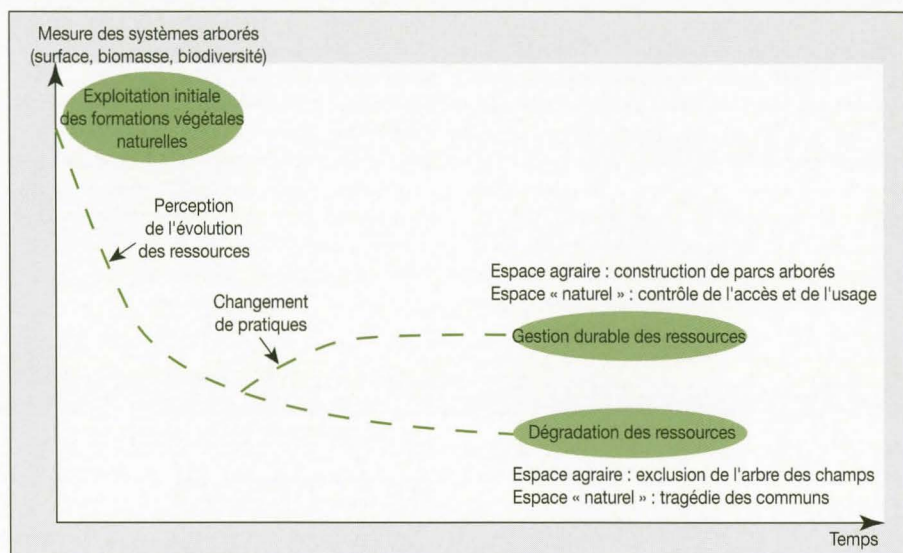 Mesure des systèmes arborés
(surface, biomasse, biodiversité)
Exploitation initiale
des formations végétales
naturelles
Perception
de l'évolution
des ressources
Changement
de pratiques
Espace agraire : construction de parcs arborés
Espace « naturel » : contrôle de l'accès et de l'usage
Gestion durable des ressources
Dégradation des ressources
Espace agraire : exclusion de l'arbre des champs
Espace « naturel » : tragédie des communs
Temps